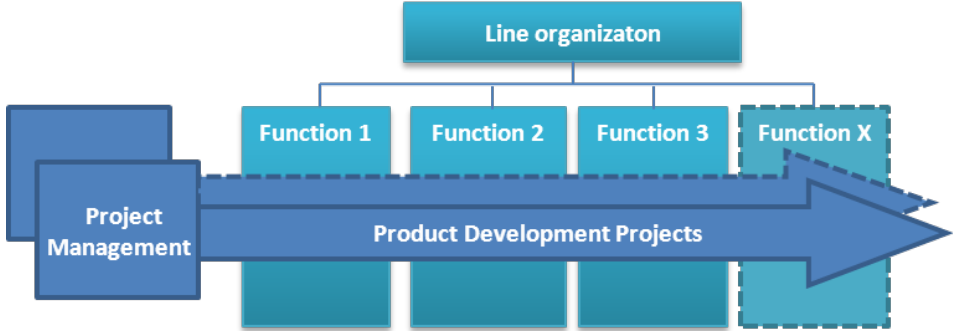 Line organizaton
Function 1
Function 2
Function 3
Function X
Project
Management
Product Development Projects